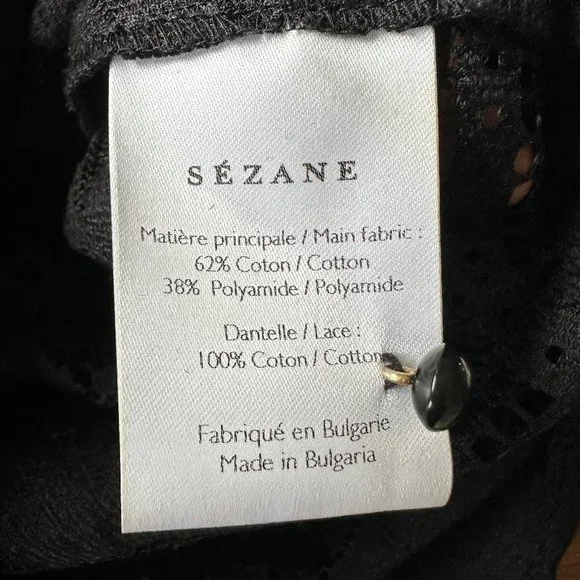 SÉZANE
Matière principale / Main fabric :
62% Coton / Cotton
38% Polyamide / Polyamide
Dantelle / Lace :
100% Coton / Cotton
Fabriqué en Bulgarie
Made in Bulgaria